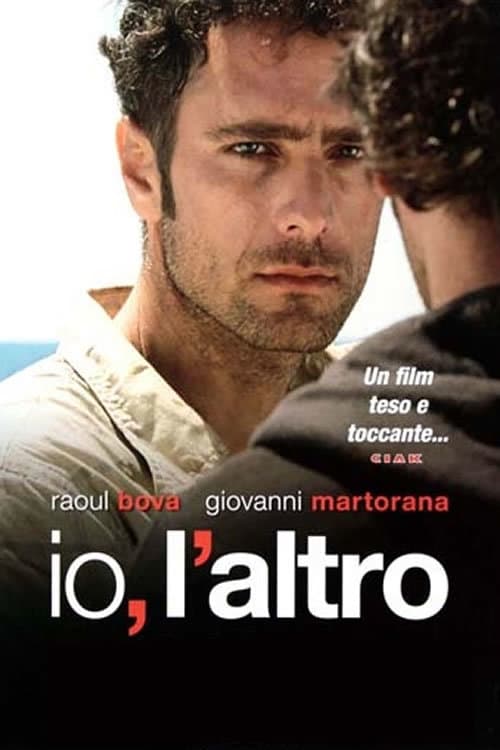 Un film
teso e
toccante...
CIAK
raoul bova giovanni martorana
io, l'altro